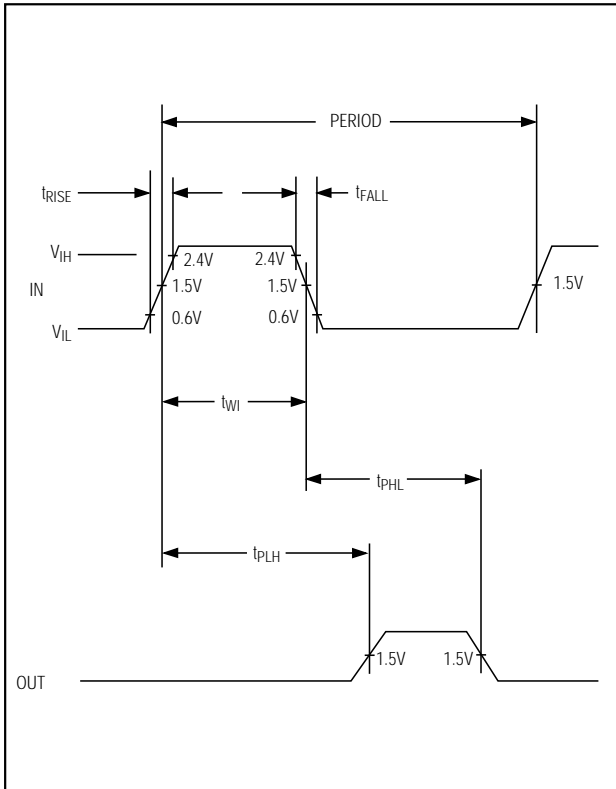 PERIOD
tRISE
tFALL
VIH
2.4V
2.4V
IN
1.5V
1.5V
1.5V
0.6V
0.6V
VIL
tWI
tPHL
tPLH
1.5V
1.5V
OUT